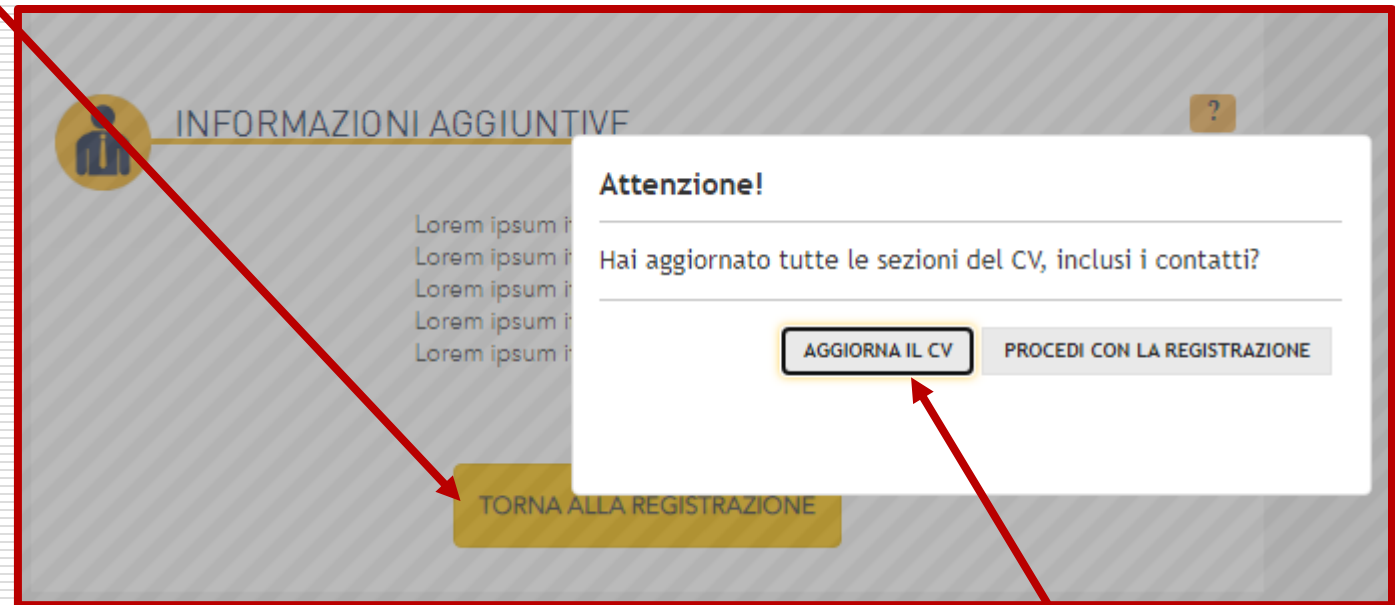 INFORMAZIONI AGGIUNTIVE
?
Attenzione!
Lorem ipsum
Lorem ipsum
Hai aggiornato tutte le sezioni del CV, inclusi i contatti?
Lorem ipsum
Lorem ipsum
Lorem ipsum
AGGIORNA IL CV
PROCEDI CON LA REGISTRAZIONE
TORNA ALLA REGISTRAZIONE